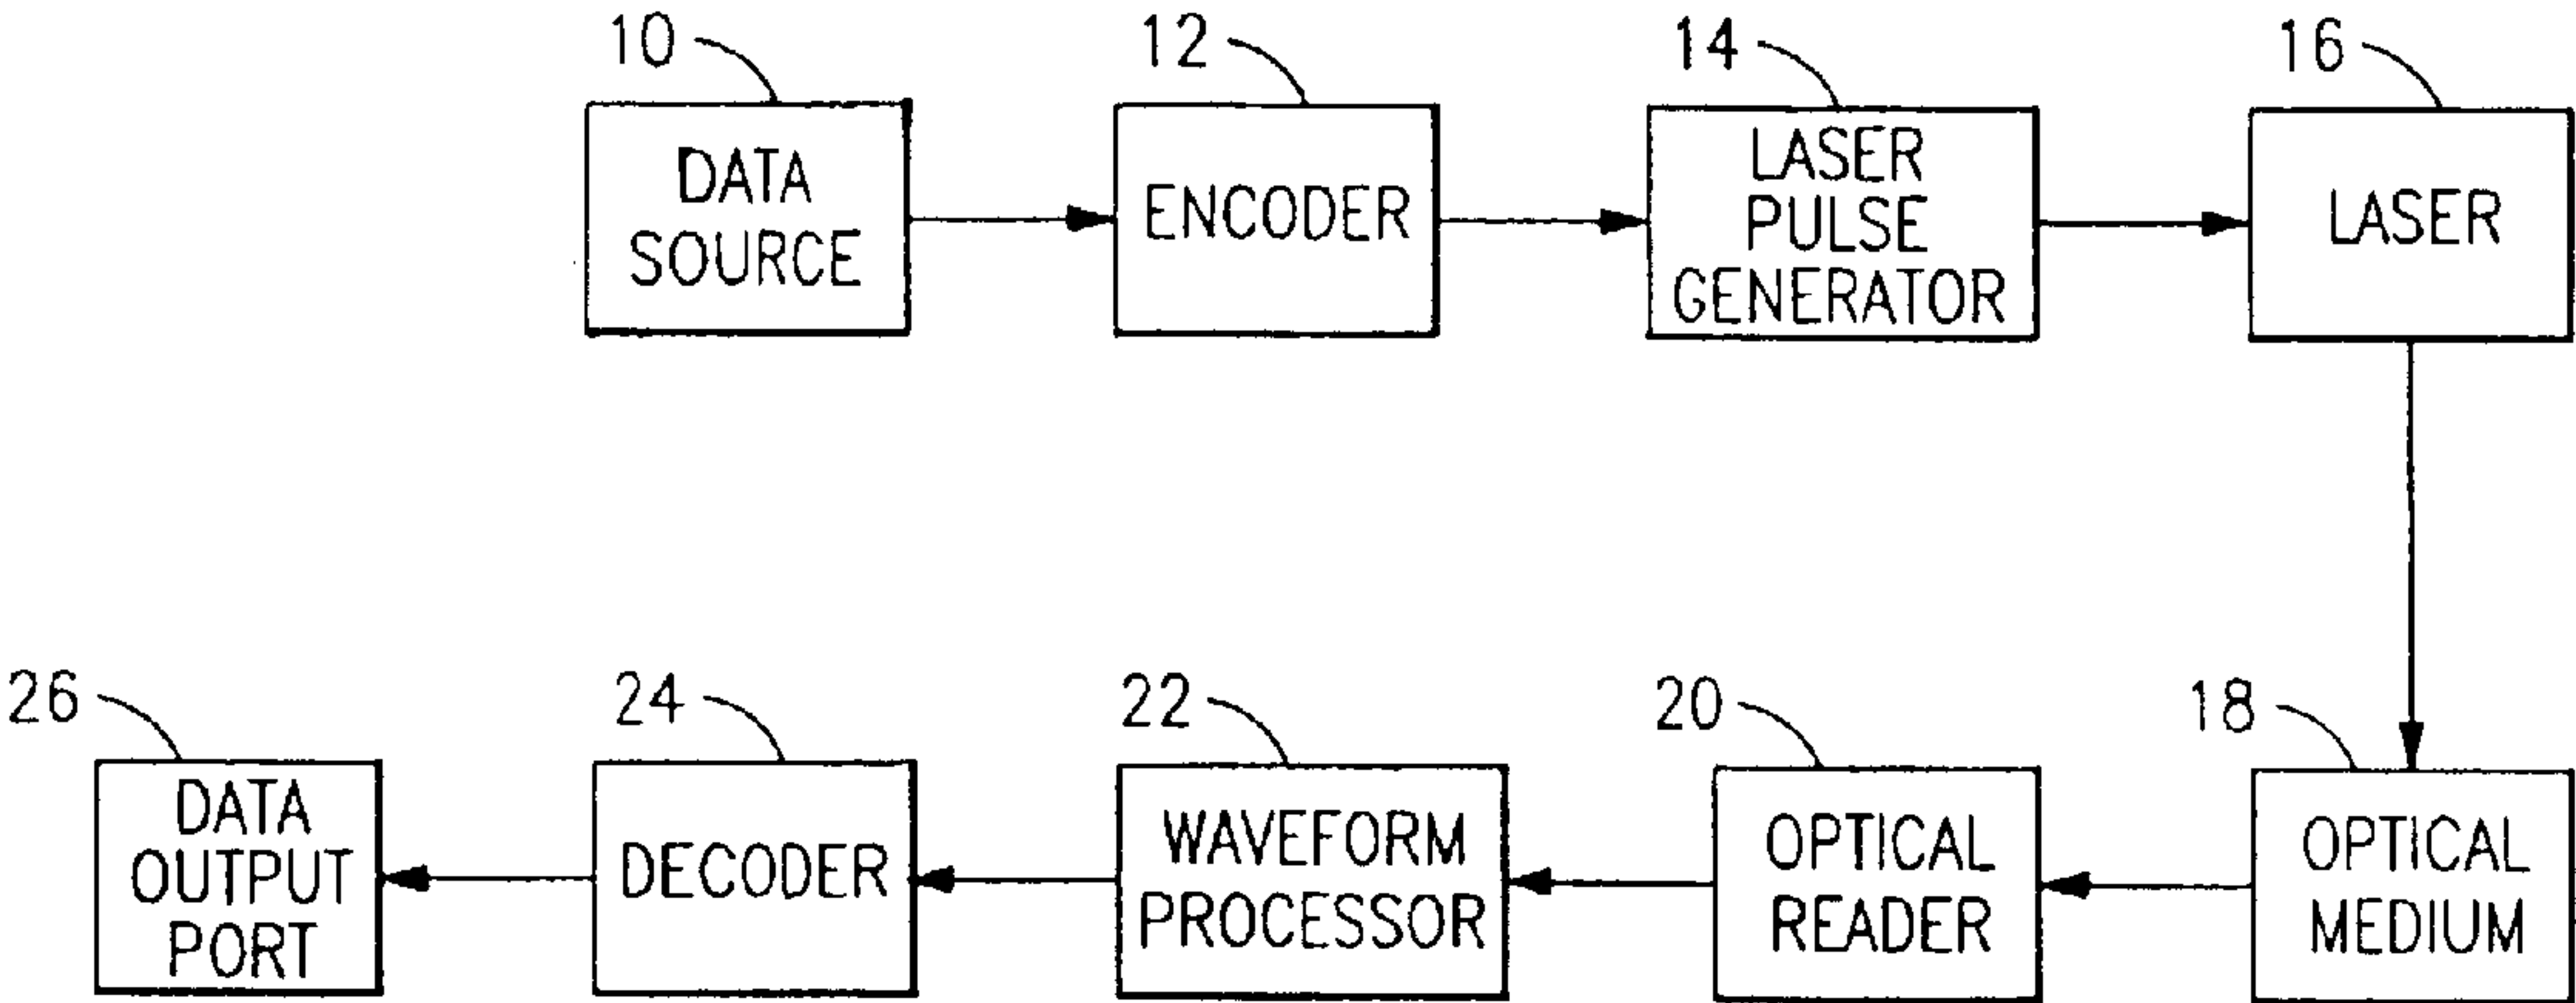 10
12
14
16
DATA
SOURCE
ENCODER
LASER
PULSE
GENERATOR
LASER
26
24
22
20
18
DATA
OUTPUT
PORT
DECODER
WAVEFORM
PROCESSOR
OPTICAL
READER
OPTICAL
MEDIUM